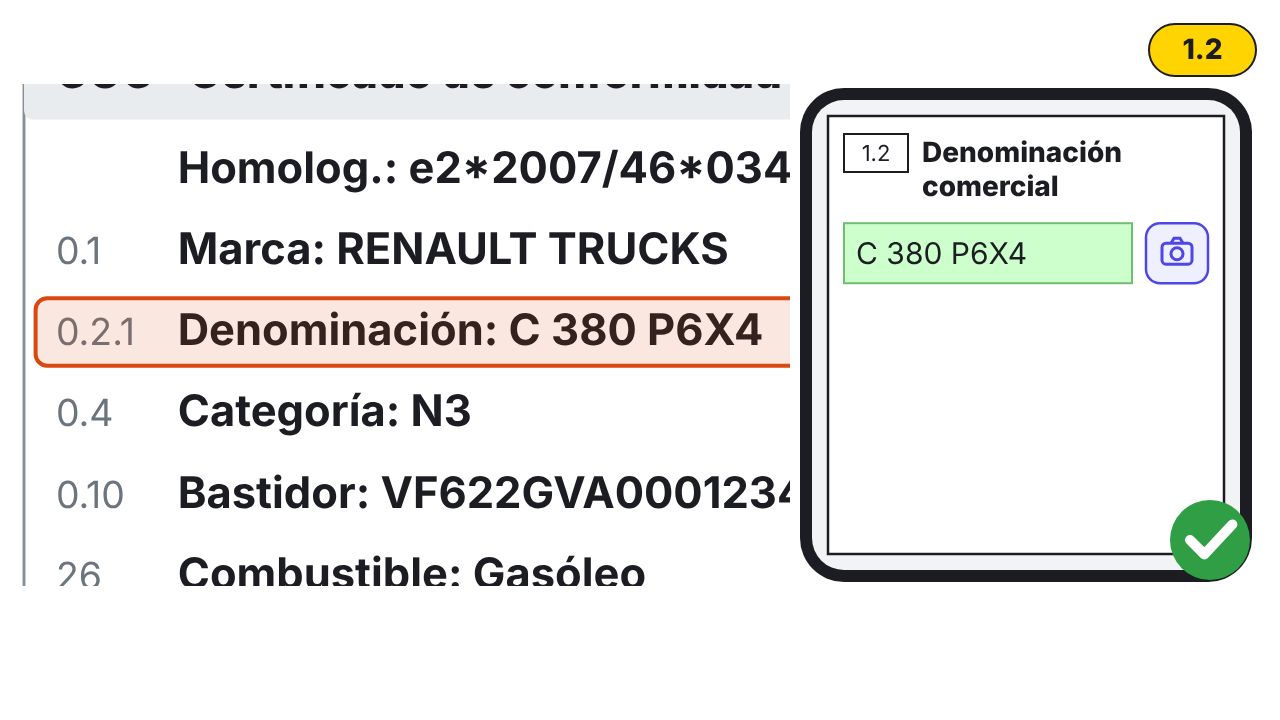 1.2
Homolog.: e2*2007/46*034
0.1 Marca: RENAULT TRUCKS
0.2.1 Denominación: C 380 P6X4
0.4 Categoría: N3
0.10 Bastidor: VF622GVA0001234
26 Combustible: Gasóleo
1.2 Denominación
comercial
C 380 P6X4